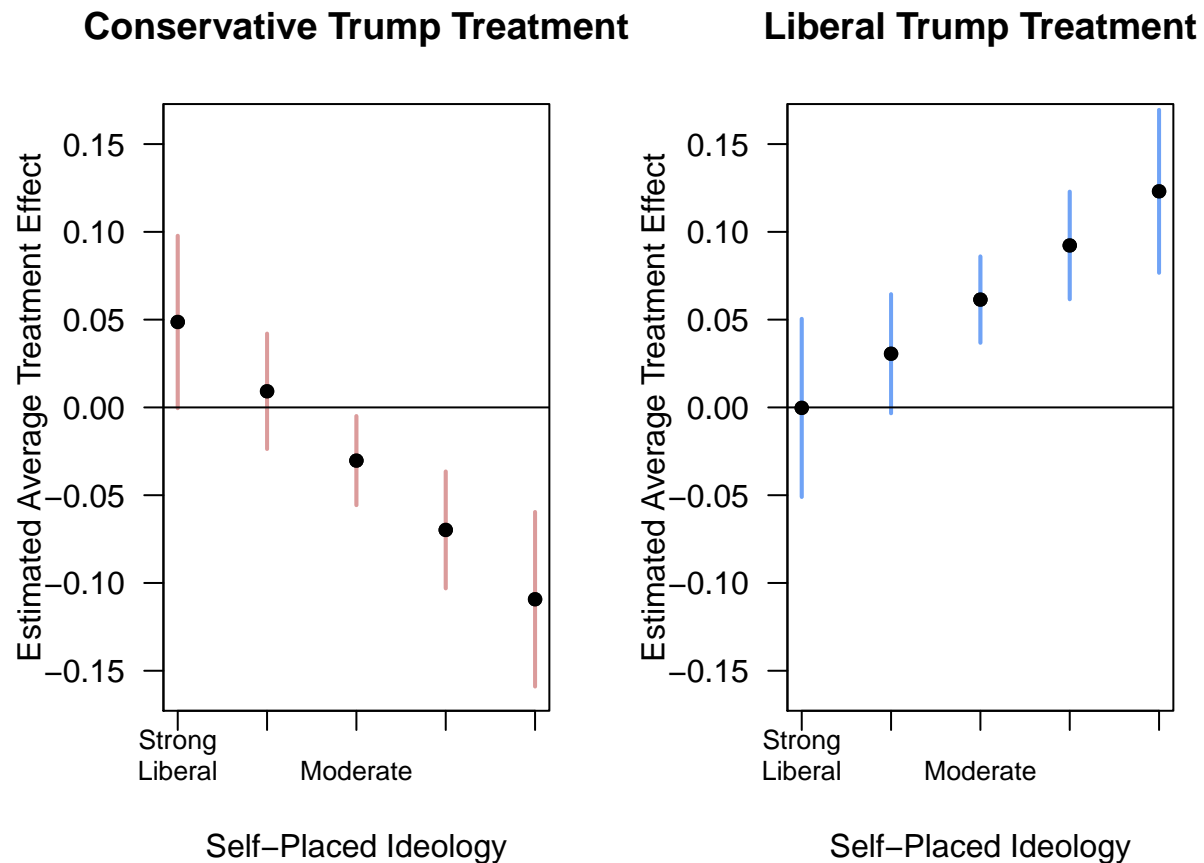 Conservative Trump Treatment
Estimated Average Treatment Effect
0.15
0.10
0.05
0.00
−0.05
−0.10
−0.15
Strong
Liberal
Moderate
Self−Placed Ideology
Liberal Trump Treatment
Estimated Average Treatment Effect
0.15
0.10
0.05
0.00
−0.05
−0.10
−0.15
Strong
Liberal
Moderate
Self−Placed Ideology